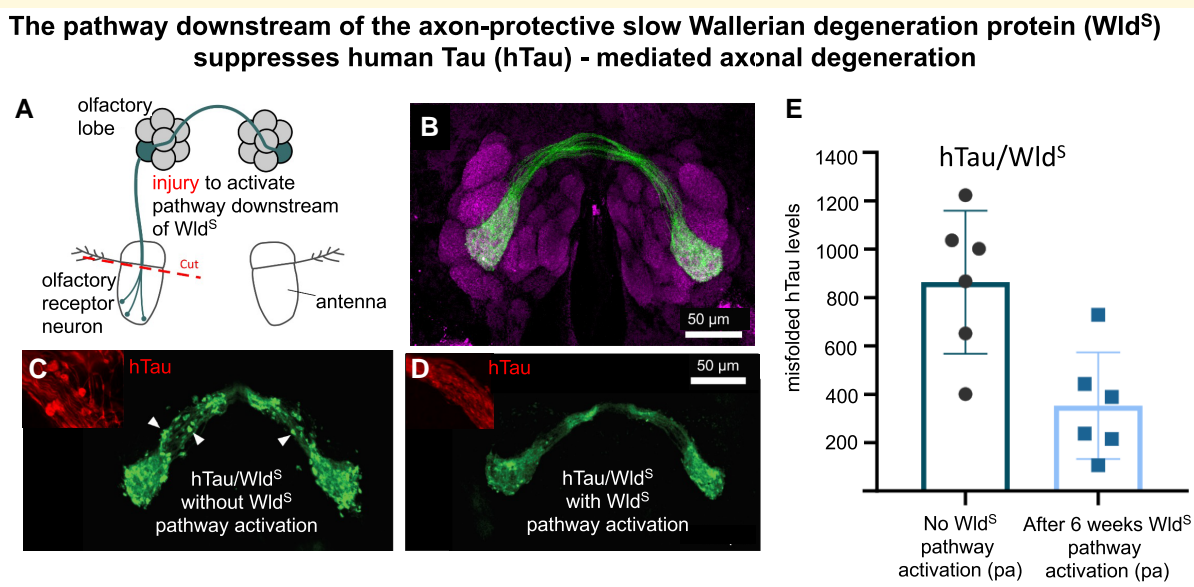 The pathway downstream of the axon-protective slow Wallerian degeneration protein (Wldˢ)
suppresses human Tau (hTau) - mediated axonal degeneration
A
olfactory
lobe
injury to activate
pathway downstream
of Wldˢ
Cut
olfactory
receptor
neuron
antenna
B
50 µm
C
hTau
hTau/Wldˢ
without Wldˢ
pathway activation
D
hTau
50 µm
hTau/Wldˢ
with Wldˢ
pathway activation
E
hTau/Wldˢ
misfolded hTau levels
1400
1200
1000
800
600
400
200
No Wldˢ
pathway
activation (pa)
After 6 weeks Wldˢ
pathway
activation (pa)